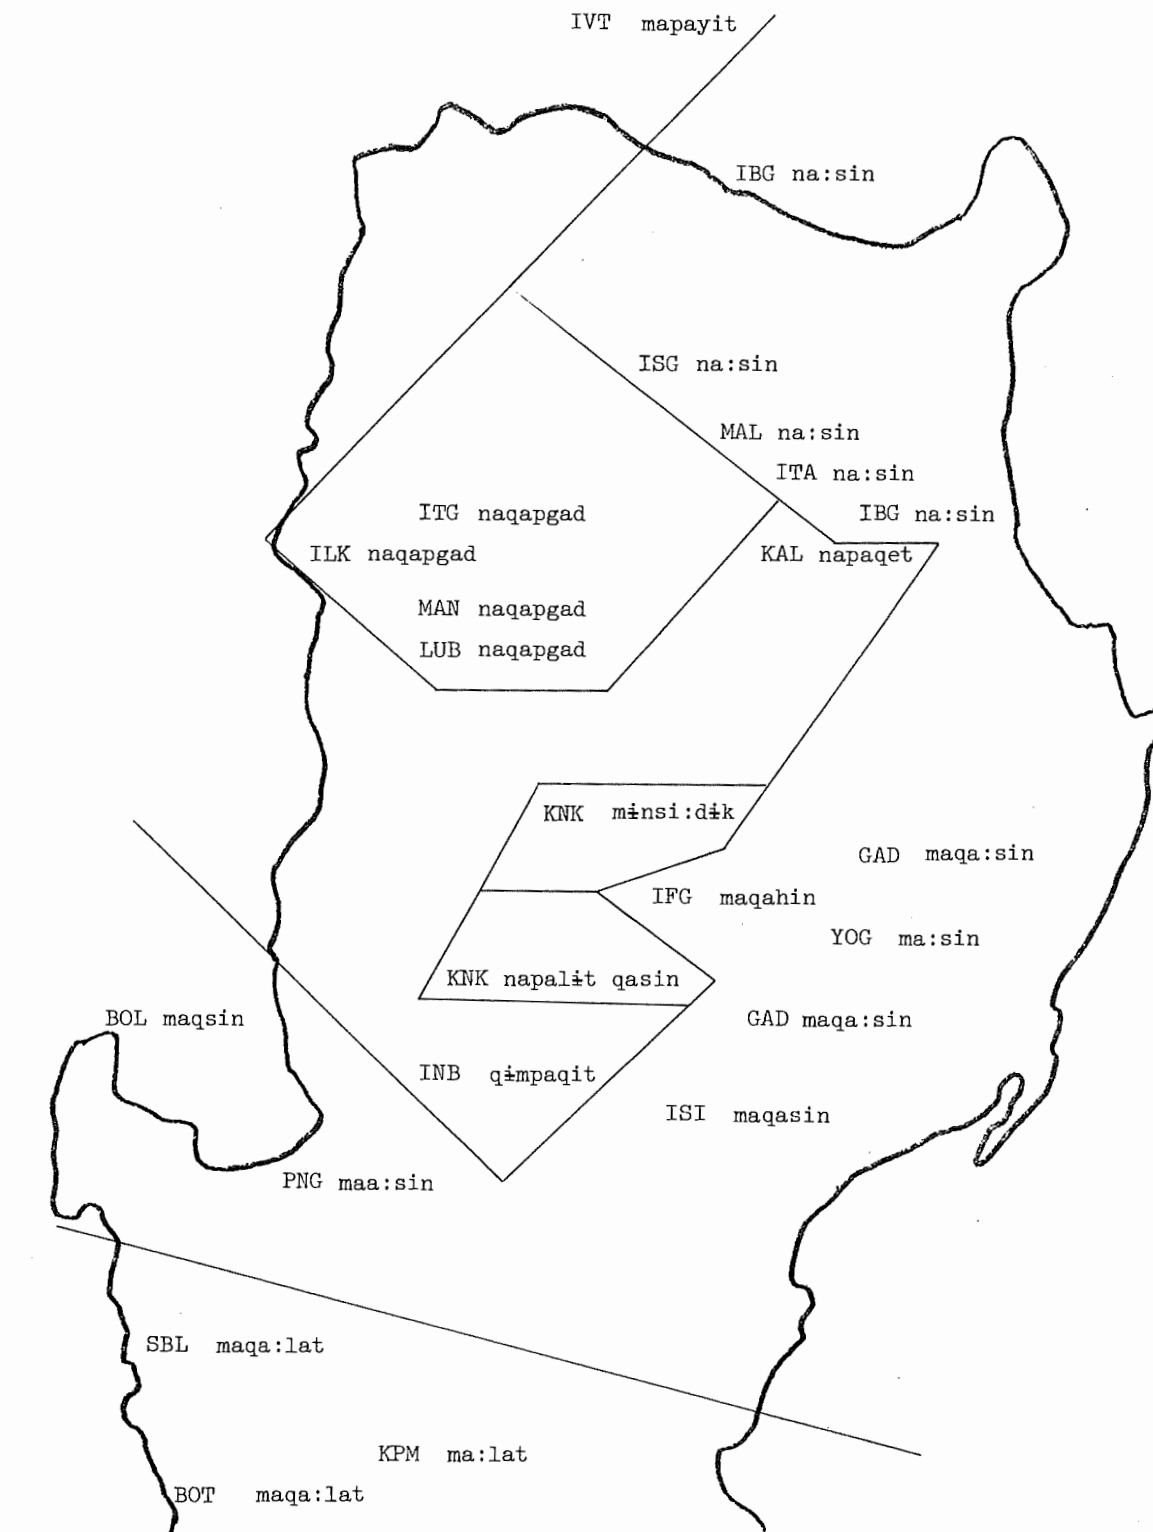 IVT mapayit
IBG na:sin
ISG na:sin
MAL na:sin
ITA na:sin
ITG naqapgad
IBG na:sin
ILK naqapgad
KAL napaqet
MAN naqapgad
LUB naqapgad
KNK mɨnsi:dɨk
GAD maqa:sin
IFG maqahin
YOG ma:sin
KNK napalɨt qasin
BOL maqsin
GAD maqa:sin
INB qɨmpaqit
ISI maqasin
PNG maa:sin
SBL maqa:lat
KPM ma:lat
BOT maqa:lat